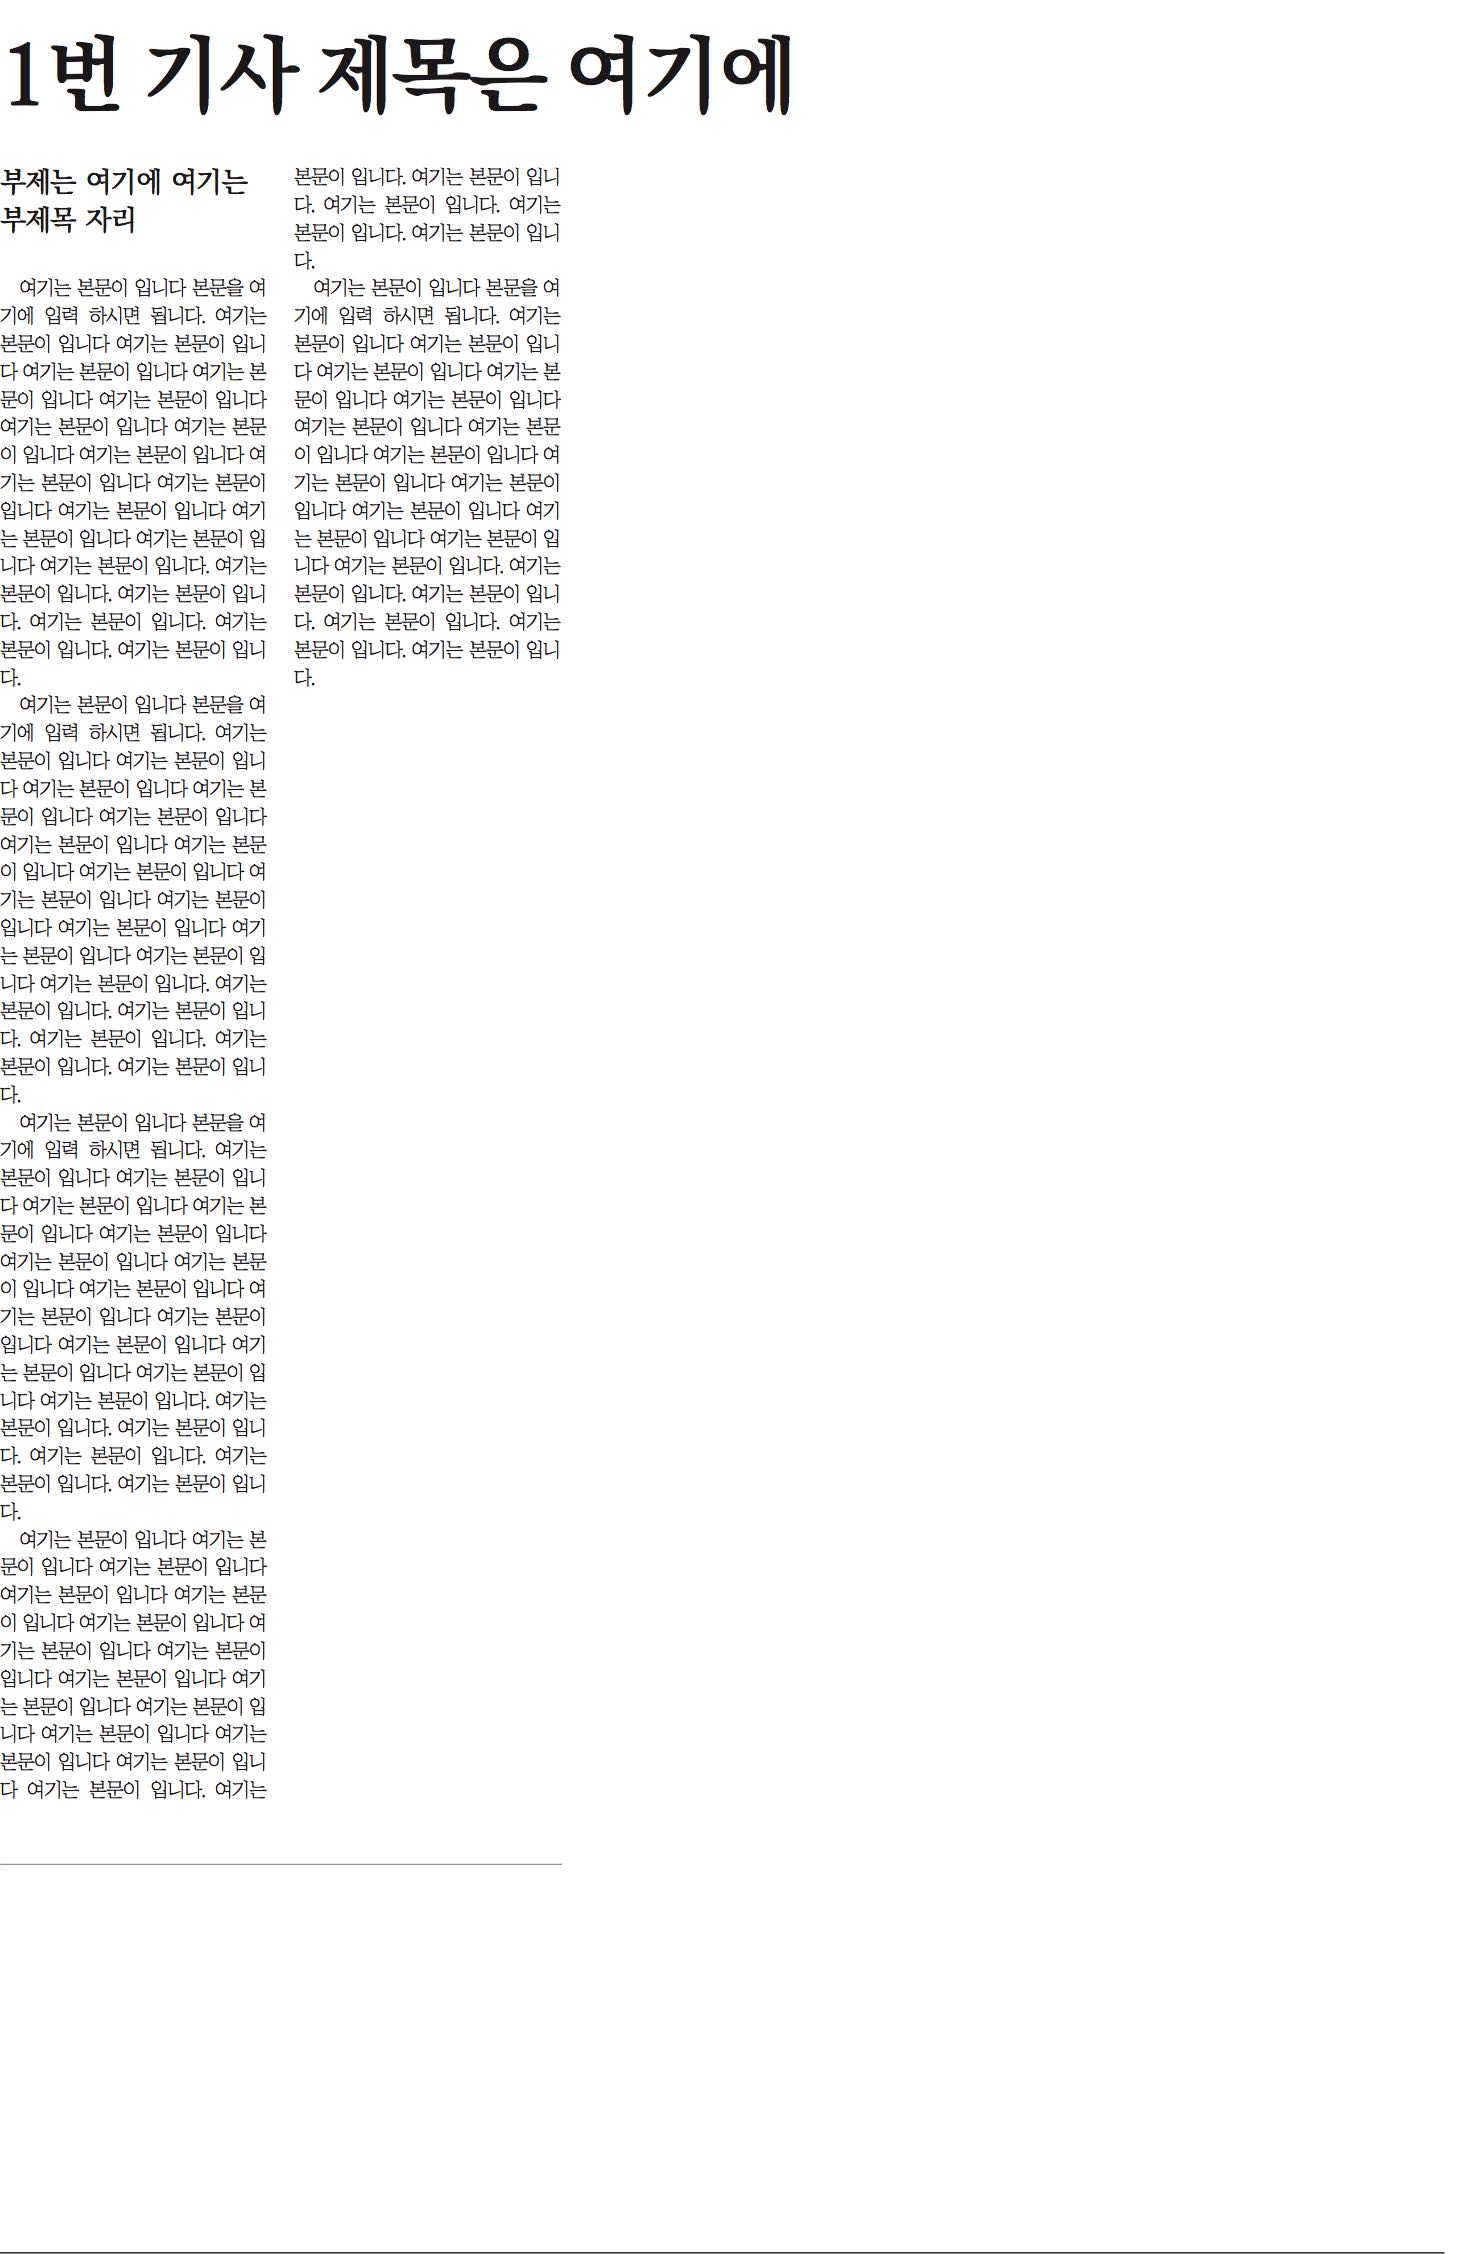 1번 기사 제목은 여기에
부제는 여기에 여기는
부제목 자리
여기는 본문이 입니다 본문을 여
기에 입력 하시면 됩니다. 여기는
본문이 입니다 여기는 본문이 입니
다 여기는 본문이 입니다 여기는 본
문이 입니다 여기는 본문이 입니다
여기는 본문이 입니다 여기는 본문
이 입니다 여기는 본문이 입니다 여
기는 본문이 입니다 여기는 본문이
입니다 여기는 본문이 입니다 여기
는 본문이 입니다 여기는 본문이 입
니다 여기는 본문이 입니다. 여기는
본문이 입니다. 여기는 본문이 입니
다. 여기는 본문이 입니다. 여기는
본문이 입니다. 여기는 본문이 입니
다.
여기는 본문이 입니다 본문을 여
기에 입력 하시면 됩니다. 여기는
본문이 입니다 여기는 본문이 입니
다 여기는 본문이 입니다 여기는 본
문이 입니다 여기는 본문이 입니다
여기는 본문이 입니다 여기는 본문
이 입니다 여기는 본문이 입니다 여
기는 본문이 입니다 여기는 본문이
입니다 여기는 본문이 입니다 여기
는 본문이 입니다 여기는 본문이 입
니다 여기는 본문이 입니다. 여기는
본문이 입니다. 여기는 본문이 입니
다. 여기는 본문이 입니다. 여기는
본문이 입니다. 여기는 본문이 입니
다.
여기는 본문이 입니다 본문을 여
기에 입력 하시면 됩니다. 여기는
본문이 입니다 여기는 본문이 입니
다 여기는 본문이 입니다 여기는 본
문이 입니다 여기는 본문이 입니다
여기는 본문이 입니다 여기는 본문
이 입니다 여기는 본문이 입니다 여
기는 본문이 입니다 여기는 본문이
입니다 여기는 본문이 입니다 여기
는 본문이 입니다 여기는 본문이 입
니다 여기는 본문이 입니다. 여기는
본문이 입니다. 여기는 본문이 입니
다. 여기는 본문이 입니다. 여기는
본문이 입니다. 여기는 본문이 입니
다.
여기는 본문이 입니다 여기는 본
문이 입니다 여기는 본문이 입니다
여기는 본문이 입니다 여기는 본문
이 입니다 여기는 본문이 입니다 여
기는 본문이 입니다 여기는 본문이
입니다 여기는 본문이 입니다 여기
는 본문이 입니다 여기는 본문이 입
니다 여기는 본문이 입니다 여기는
본문이 입니다 여기는 본문이 입니
다 여기는 본문이 입니다. 여기는
본문이 입니다. 여기는 본문이 입니
다. 여기는 본문이 입니다. 여기는
본문이 입니다. 여기는 본문이 입니
다.
여기는 본문이 입니다 본문을 여
기에 입력 하시면 됩니다. 여기는
본문이 입니다 여기는 본문이 입니
다 여기는 본문이 입니다 여기는 본
문이 입니다 여기는 본문이 입니다
여기는 본문이 입니다 여기는 본문
이 입니다 여기는 본문이 입니다 여
기는 본문이 입니다 여기는 본문이
입니다 여기는 본문이 입니다 여기
는 본문이 입니다 여기는 본문이 입
니다 여기는 본문이 입니다. 여기는
본문이 입니다. 여기는 본문이 입니
다. 여기는 본문이 입니다. 여기는
본문이 입니다. 여기는 본문이 입니
다.